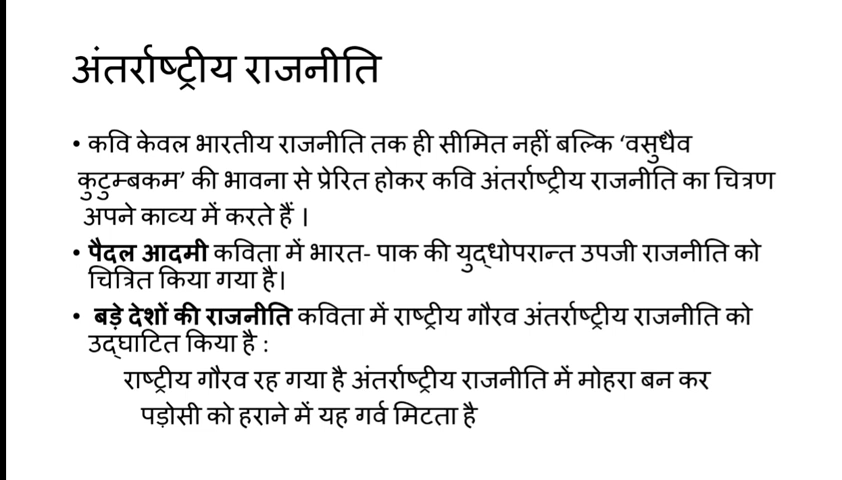 अंतर्राष्ट्रीय राजनीति
• कवि केवल भारतीय राजनीति तक ही सीमित नहीं बल्कि ‘वसुधैव
कुटुम्बकम’ की भावना से प्रेरित होकर कवि अंतर्राष्ट्रीय राजनीति का चित्रण
अपने काव्य में करते हैं ।
• पैदल आदमी कविता में भारत- पाक की युद्धोपरान्त उपजी राजनीति को
चित्रित किया गया है।
• बड़े देशों की राजनीति कविता में राष्ट्रीय गौरव अंतर्राष्ट्रीय राजनीति को
उद्घाटित किया है :
राष्ट्रीय गौरव रह गया है अंतर्राष्ट्रीय राजनीति में मोहरा बन कर
पड़ोसी को हराने में यह गर्व मिटता है